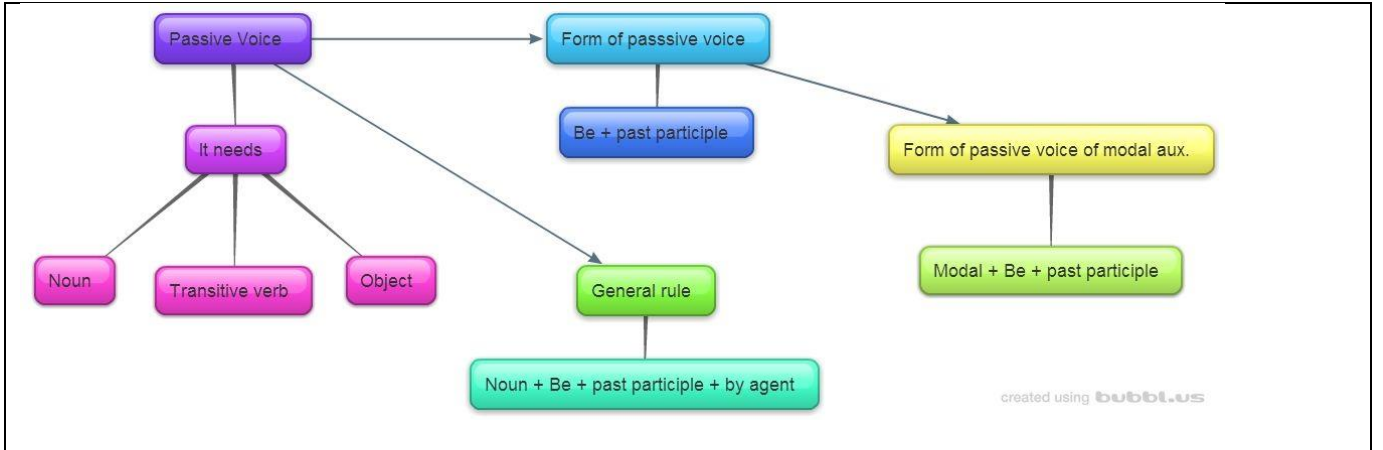 Passive Voice
Form of passsive voice
Be + past participle
Form of passive voice of modal aux.
It needs
Modal + Be + past participle
Noun
Transitive verb
Object
General rule
Noun + Be + past participle + by agent
created using bubbl.us